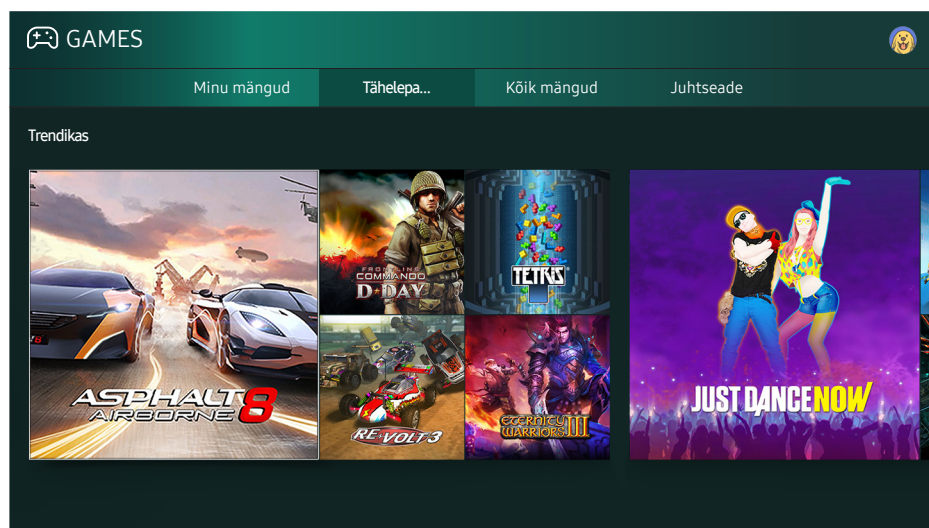 GAMES
Minu mängud Tähelepa... Kõik mängud Juhtseade
Trendikas
ASPHALT 8
AIRBORNE
FRONTLINE
COMMANDO
D-DAY
TETRIS
RE-VOLT 3
ETERNITY
WARRIORS III
JUST DANCE NOW